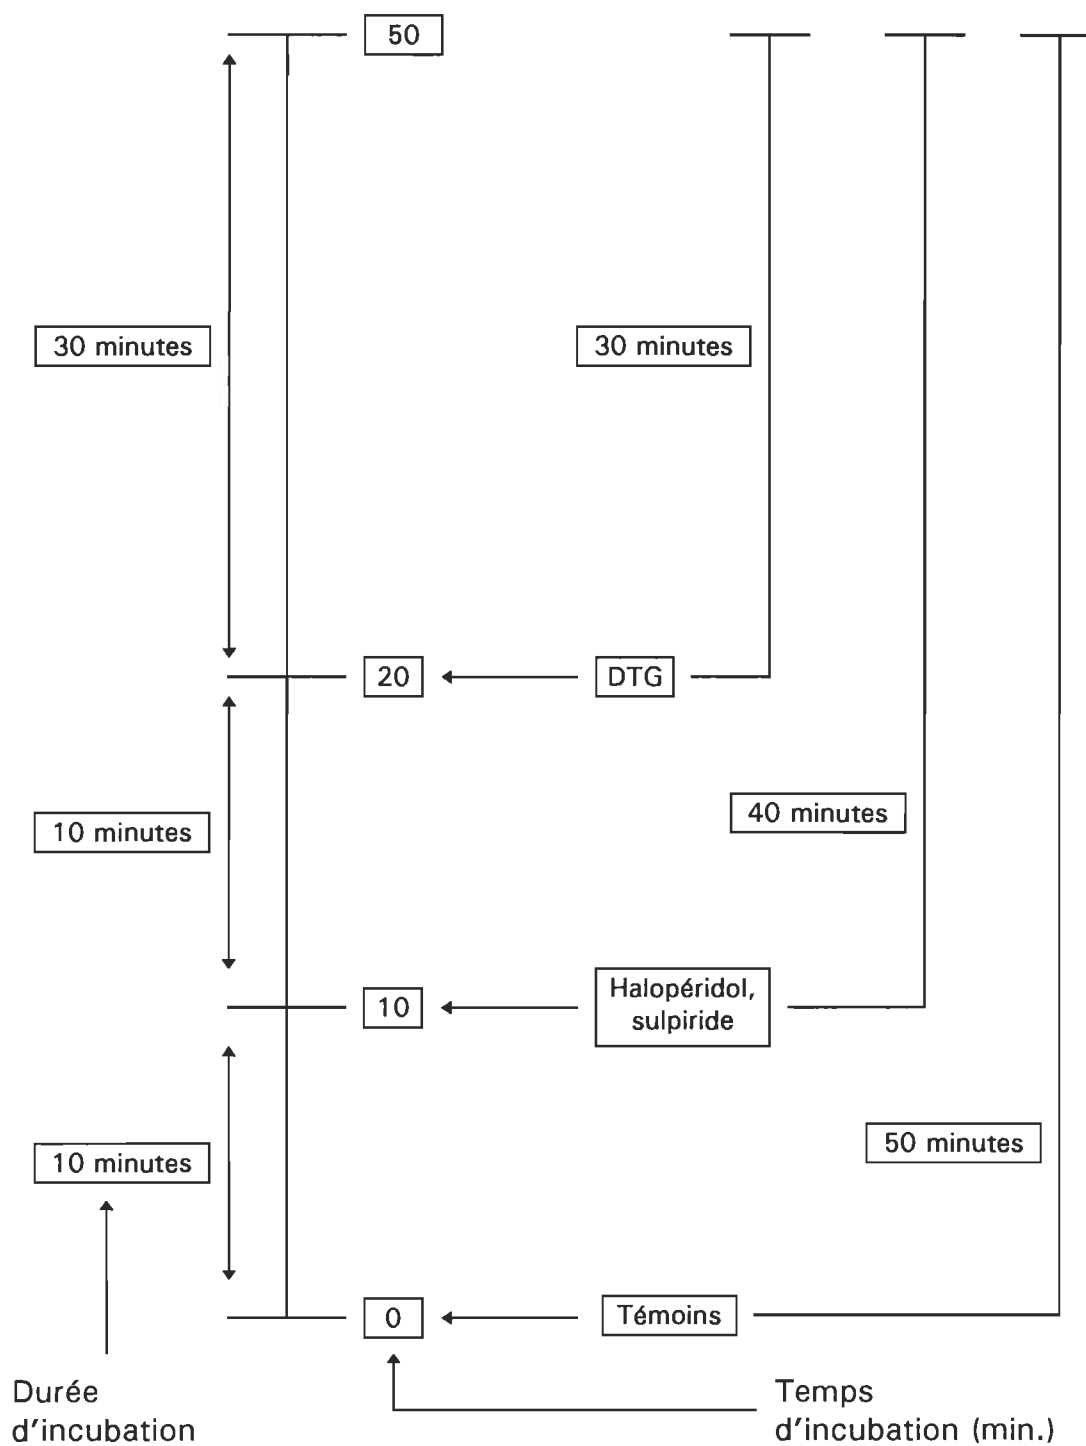 50
30 minutes
30 minutes
20
DTG
10 minutes
40 minutes
10
Halopéridol,
sulpiride
10 minutes
50 minutes
0
Témoins
Durée
d'incubation
Temps
d'incubation (min.)